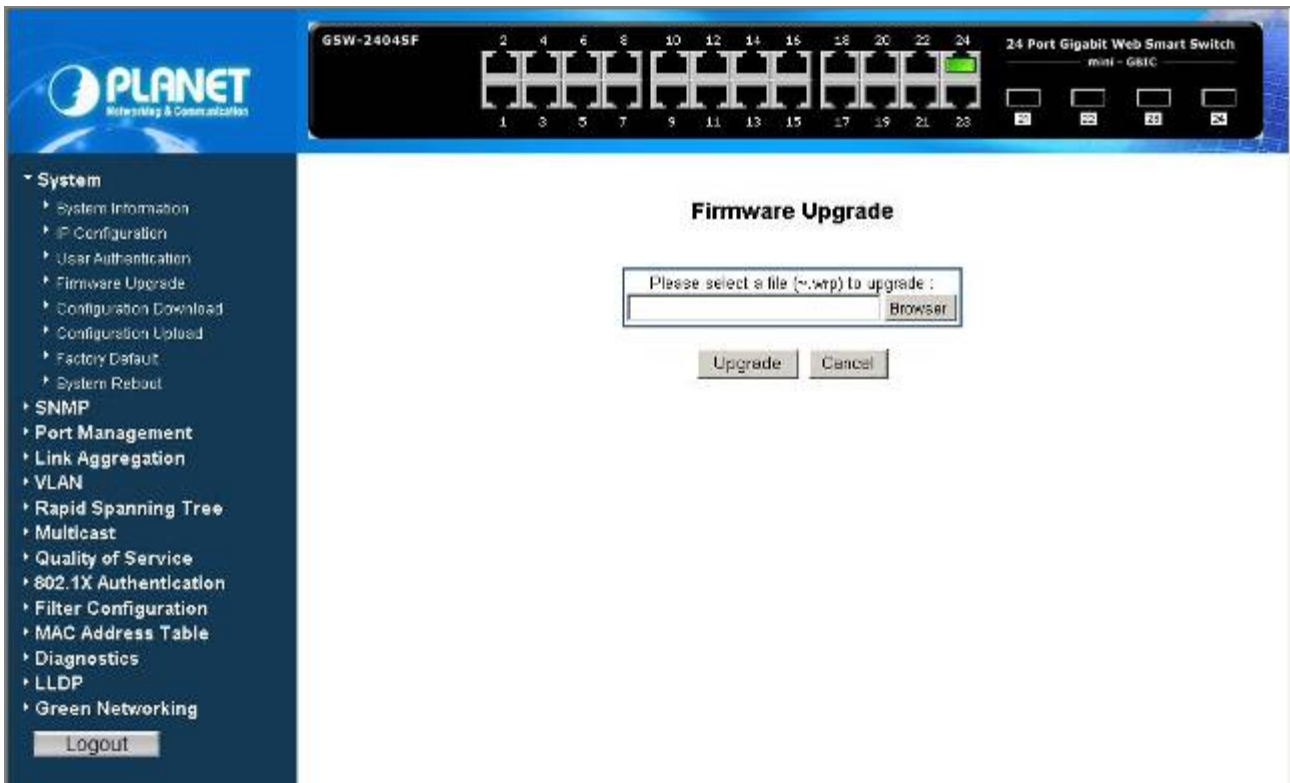 PLANET
Networking & Communication
GSW-2404SF
2 4 6 8 10 12 14 16 18 20 22 24
1 3 5 7 9 11 13 15 17 19 21 23
24 Port Gigabit Web Smart Switch
mini - GBIC
21 22 23 24
System
System Information
IP Configuration
User Authentication
Firmware Upgrade
Configuration Download
Configuration Upload
Factory Default
System Reboot
SNMP
Port Management
Link Aggregation
VLAN
Rapid Spanning Tree
Multicast
Quality of Service
802.1X Authentication
Filter Configuration
MAC Address Table
Diagnostics
LLDP
Green Networking
Logout
Firmware Upgrade
Please select a file (~.wrp) to upgrade :
Browser
Upgrade Cancel